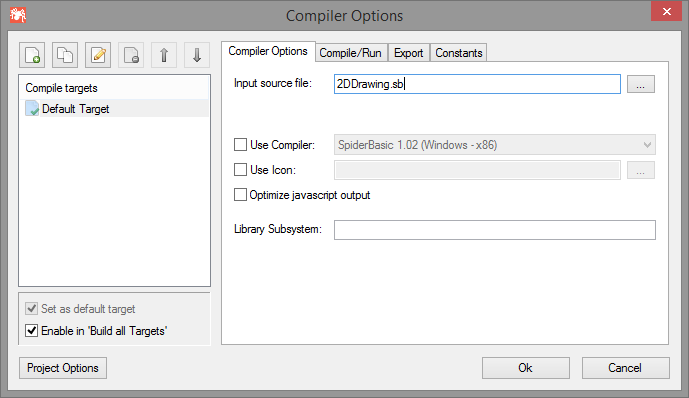 Compiler Options
Compile targets
Default Target
Set as default target
Enable in 'Build all Targets'
Project Options
Compiler Options Compile/Run Export Constants
Input source file: 2DDrawing.sb ...
Use Compiler: SpiderBasic 1.02 (Windows - x86)
Use Icon: ...
Optimize javascript output
Library Subsystem:
Ok Cancel